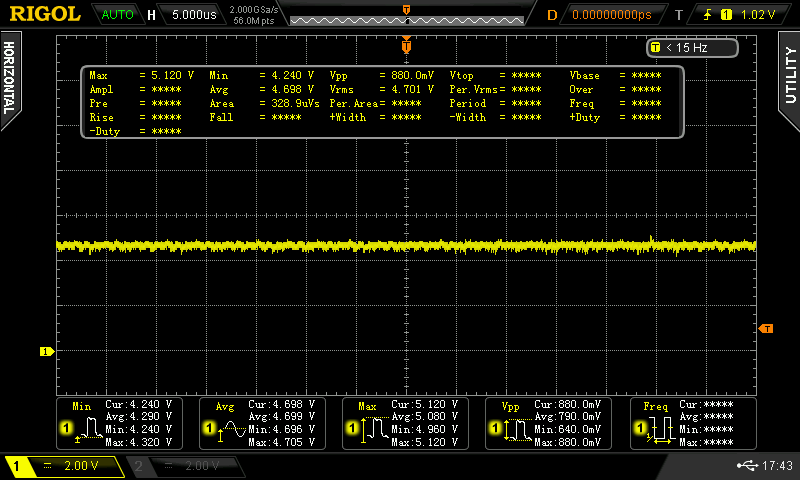 RIGOL AUTO H 5.000us 2.000GSa/s 56.0M pts T D 0.00000000ps T 1 1.02 V
HORIZONTAL
UTILITY
T < 15 Hz
Max = 5.120 V Min = 4.240 V Vpp = 880.0mV Vtop = ***** Vbase = *****
Ampl = ***** Avg = 4.698 V Vrms = 4.701 V Per.Vrms= ***** Over = *****
Pre = ***** Area = 328.9uVs Per.Area= ***** Period = ***** Freq = *****
Rise = ***** Fall = ***** +Width = ***** -Width = ***** +Duty = *****
-Duty = *****
T
T
1
Min Cur:4.240 V
Avg:4.290 V
1 Min:4.240 V
Max:4.320 V
Avg Cur:4.698 V
Avg:4.699 V
1 Min:4.696 V
Max:4.705 V
Max Cur:5.120 V
Avg:5.080 V
1 Min:4.960 V
Max:5.120 V
Vpp Cur:880.0mV
Avg:790.0mV
1 Min:640.0mV
Max:880.0mV
Freq Cur:*****
Avg:*****
1 Min:*****
Max:*****
1 2.00 V 2 2.00 V 17:43